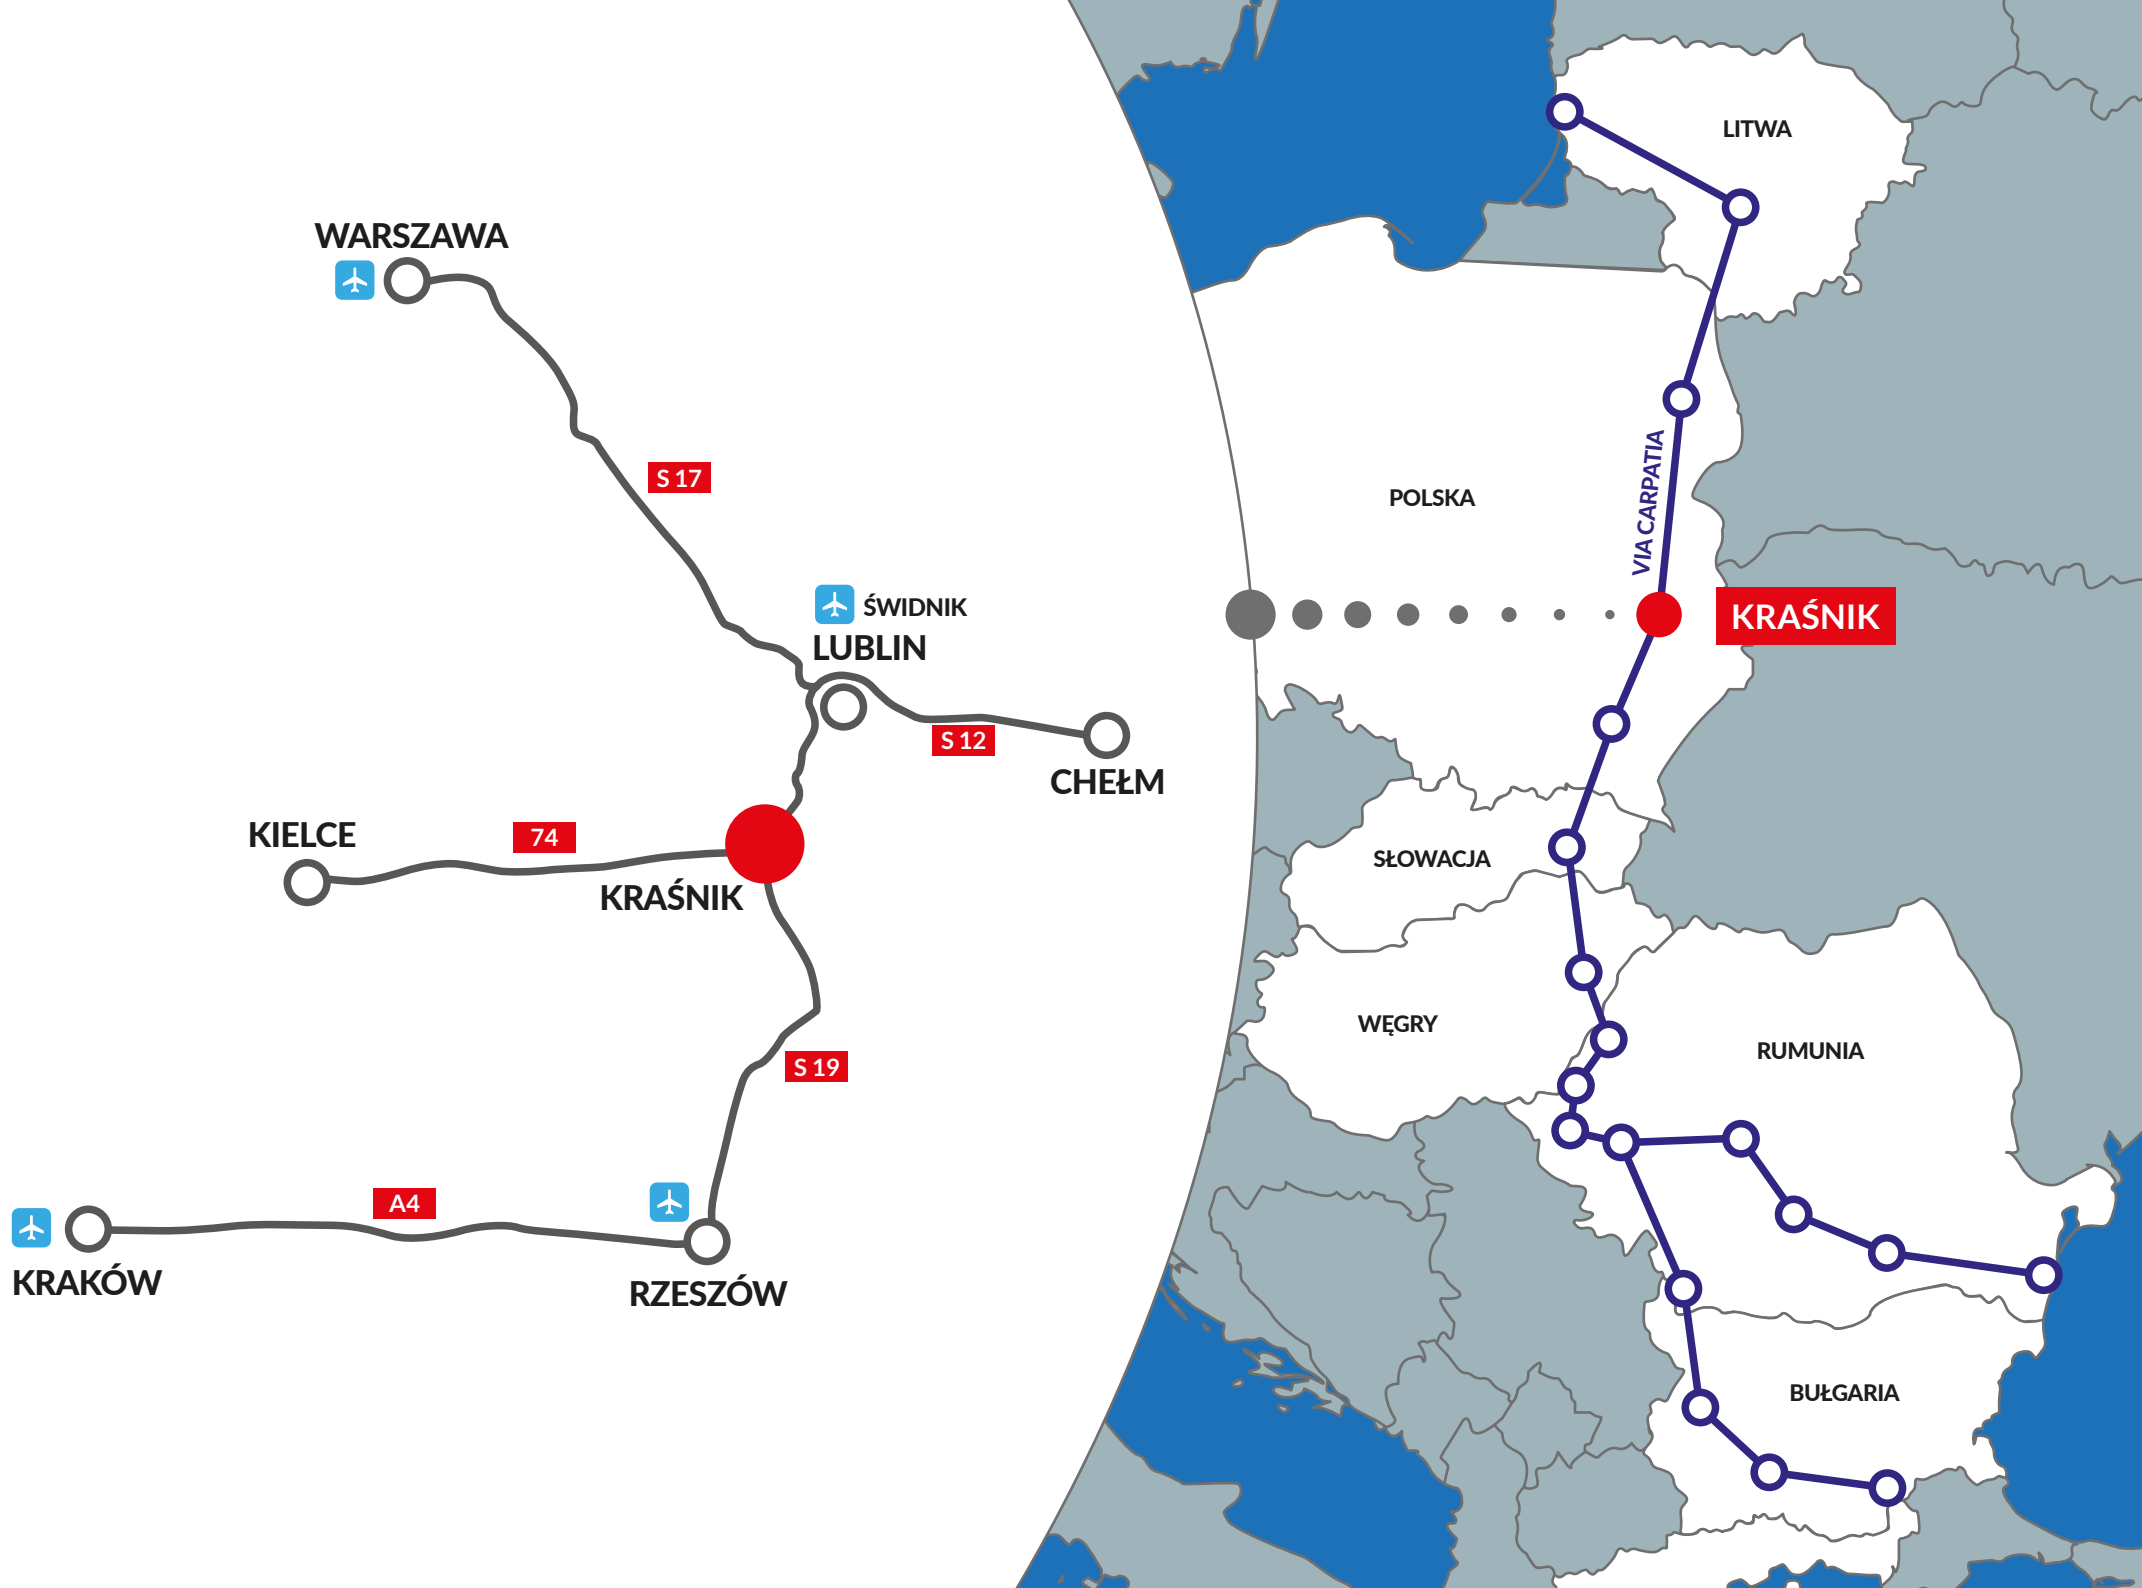 WARSZAWA
S 17
ŚWIDNIK
LUBLIN
S 12
CHEŁM
KIELCE
74
KRAŚNIK
S 19
A4
KRAKÓW
RZESZÓW
LITWA
POLSKA
VIA CARPATIA
KRAŚNIK
SŁOWACJA
WĘGRY
RUMUNIA
BUŁGARIA